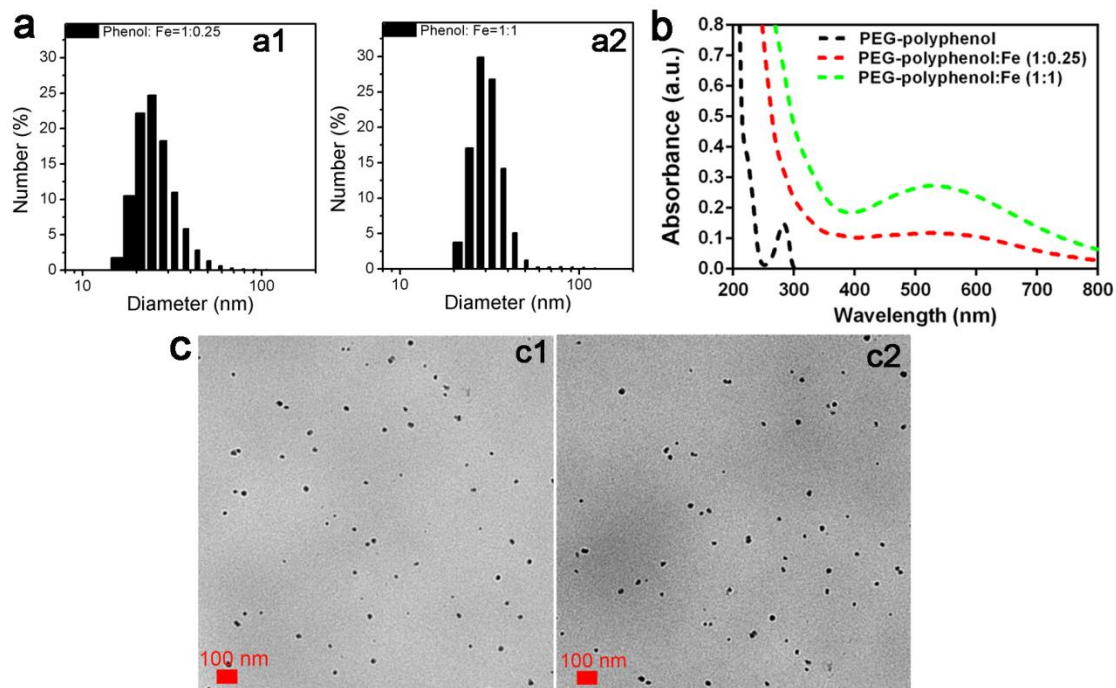 a
Phenol: Fe=1:0.25
a1
Number (%)
30
25
20
15
10
5
0
10
100
Diameter (nm)
Phenol: Fe=1:1
a2
Number (%)
30
25
20
15
10
5
0
10
100
Diameter (nm)
b
PEG-polyphenol
PEG-polyphenol:Fe (1:0.25)
PEG-polyphenol:Fe (1:1)
Absorbance (a.u.)
0.8
0.7
0.6
0.5
0.4
0.3
0.2
0.1
0.0
200 300 400 500 600 700 800
Wavelength (nm)
c
c1
100 nm
c2
100 nm